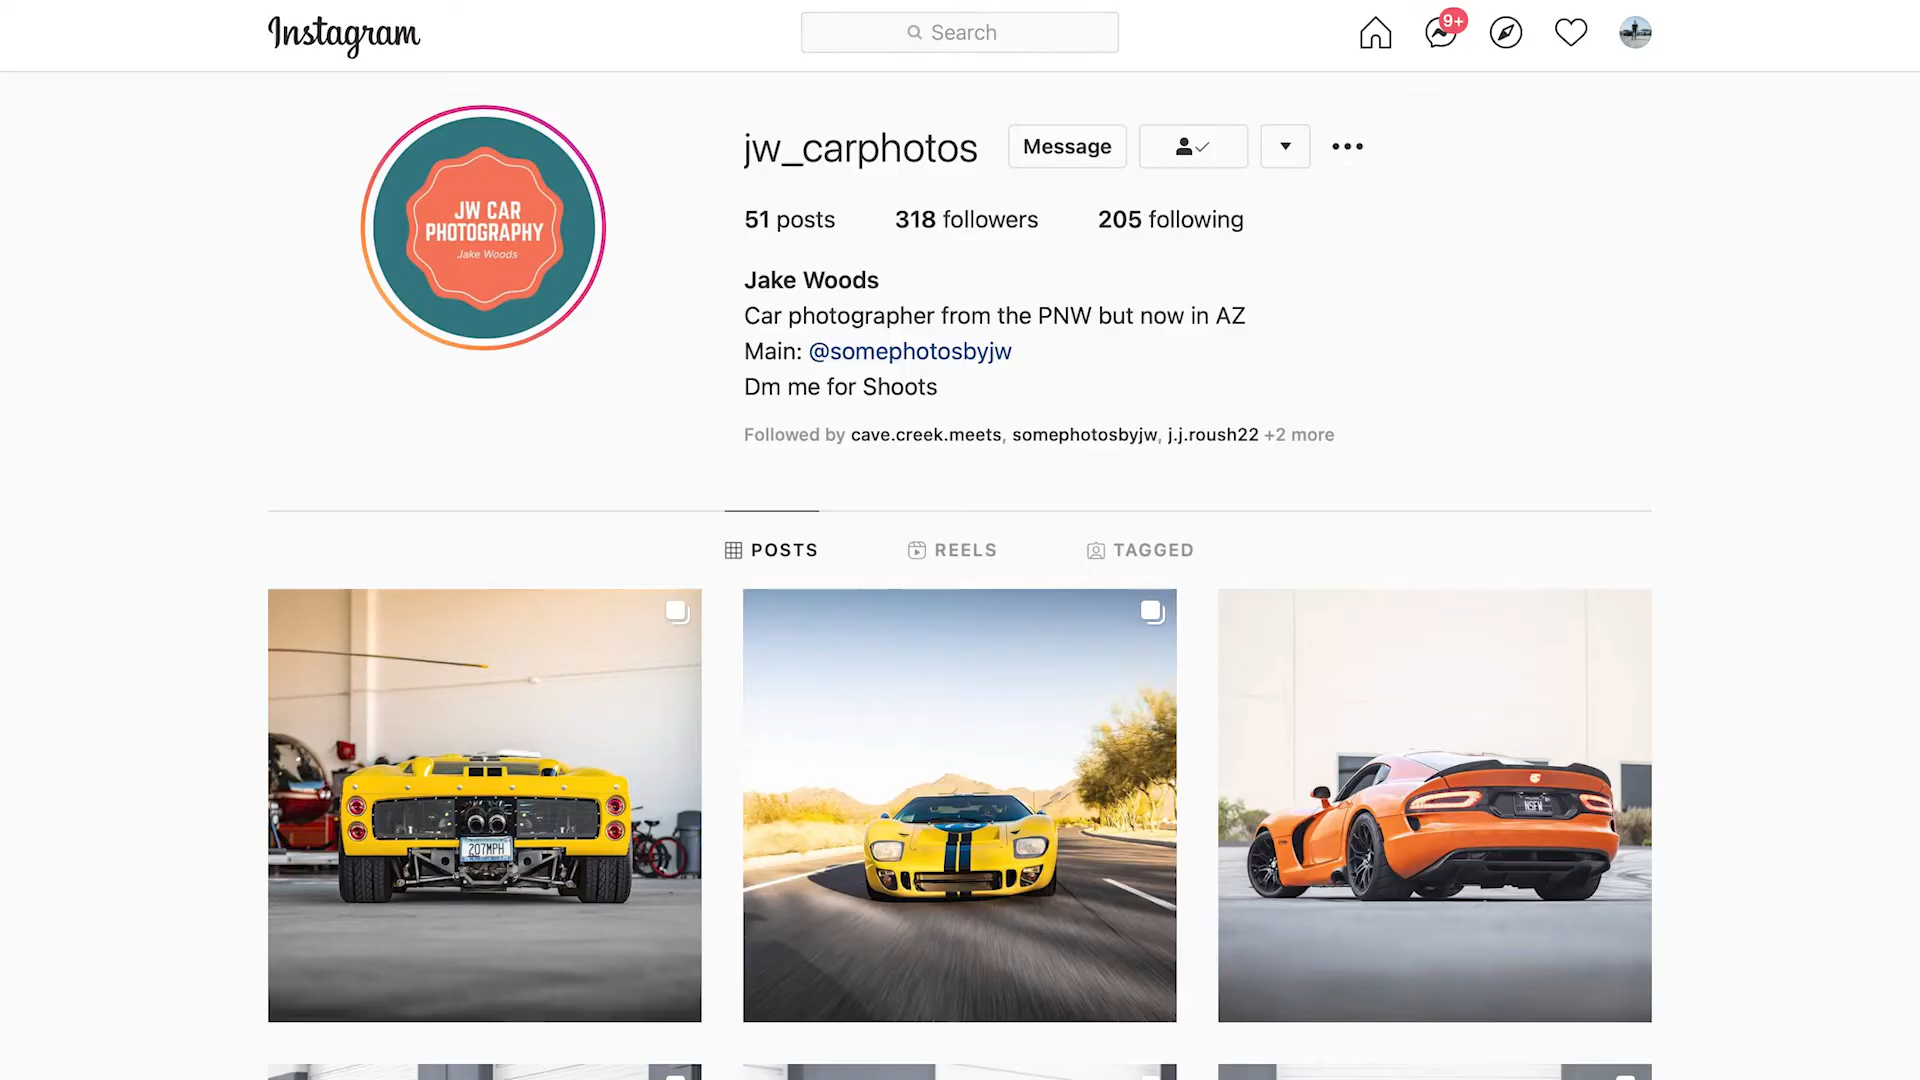 Instagram
Search
9+
JW CAR
PHOTOGRAPHY
Jake Woods
jw_carphotos
Message
51 posts
318 followers
205 following
Jake Woods
Car photographer from the PNW but now in AZ
Main: @somephotosbyjw
Dm me for Shoots
Followed by cave.creek.meets, somephotosbyjw, j.j.roush22 +2 more
POSTS
REELS
TAGGED
207MPH
NSFW